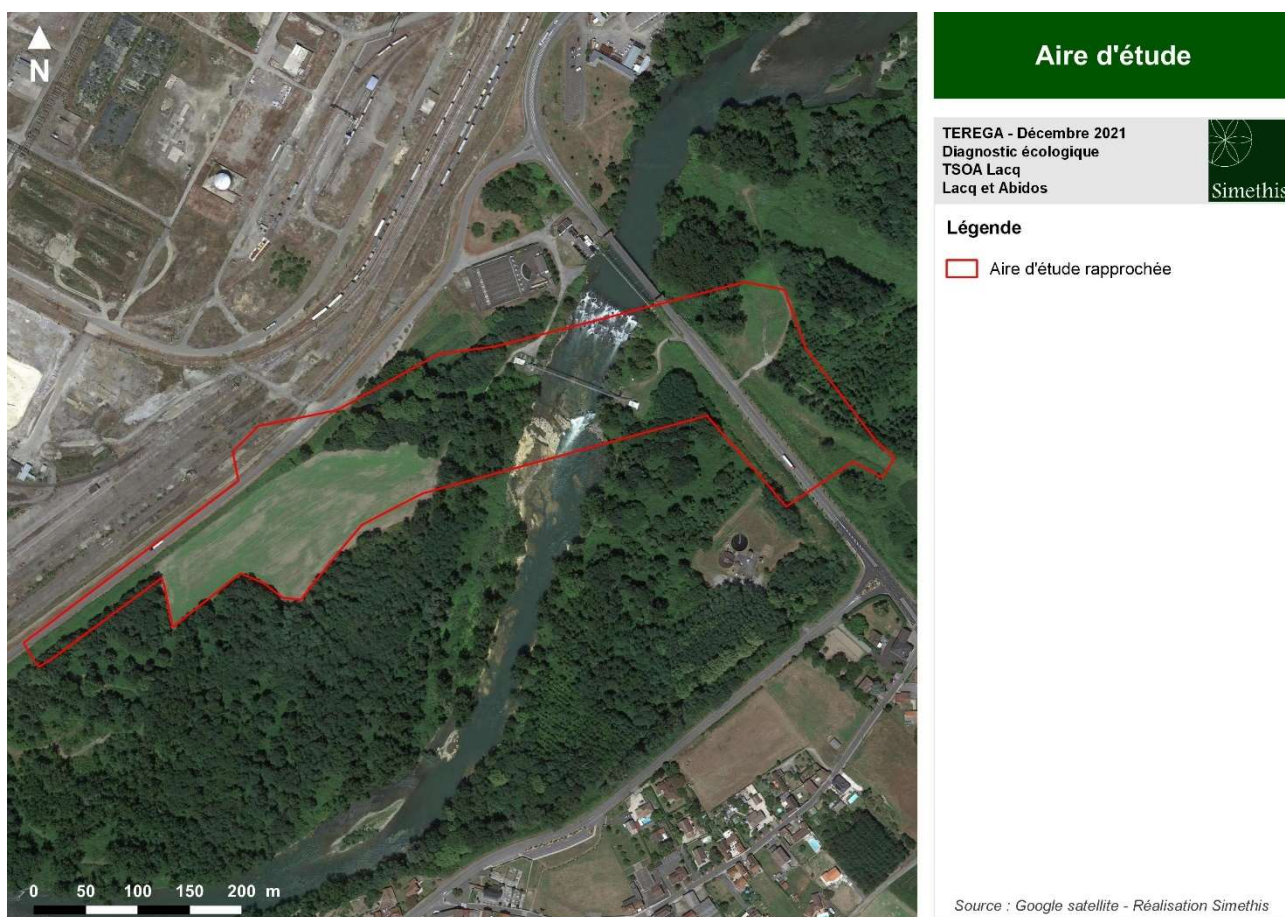 N
Aire d'étude
TEREGA - Décembre 2021
Diagnostic écologique
TSOA Lacq
Lacq et Abidos
Simethis
Légende
Aire d'étude rapprochée
0 50 100 150 200 m
Source : Google satellite - Réalisation Simethis